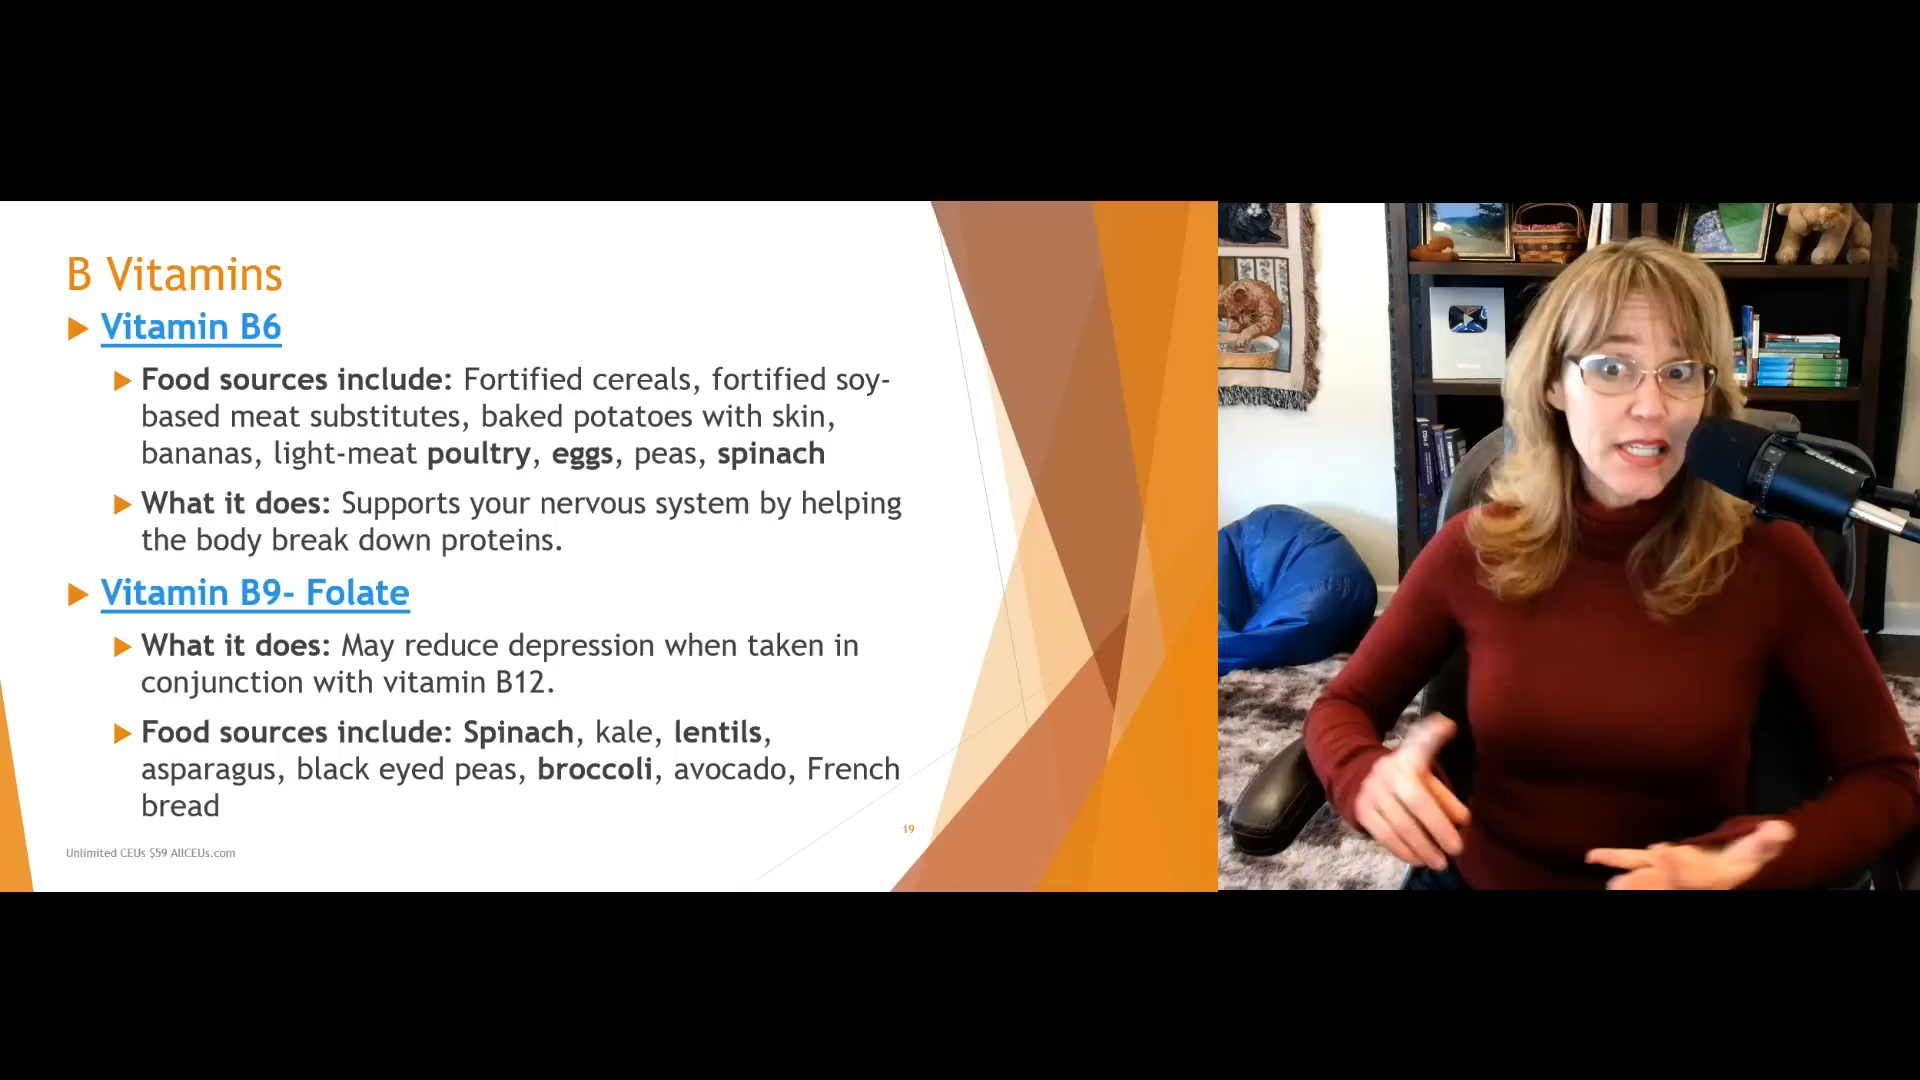 B Vitamins
Vitamin B6
Food sources include: Fortified cereals, fortified soy-
based meat substitutes, baked potatoes with skin,
bananas, light-meat poultry, eggs, peas, spinach
What it does: Supports your nervous system by helping
the body break down proteins.
Vitamin B9- Folate
What it does: May reduce depression when taken in
conjunction with vitamin B12.
Food sources include: Spinach, kale, lentils,
asparagus, black eyed peas, broccoli, avocado, French
bread
19
Unlimited CEUs $59 AllCEUs.com